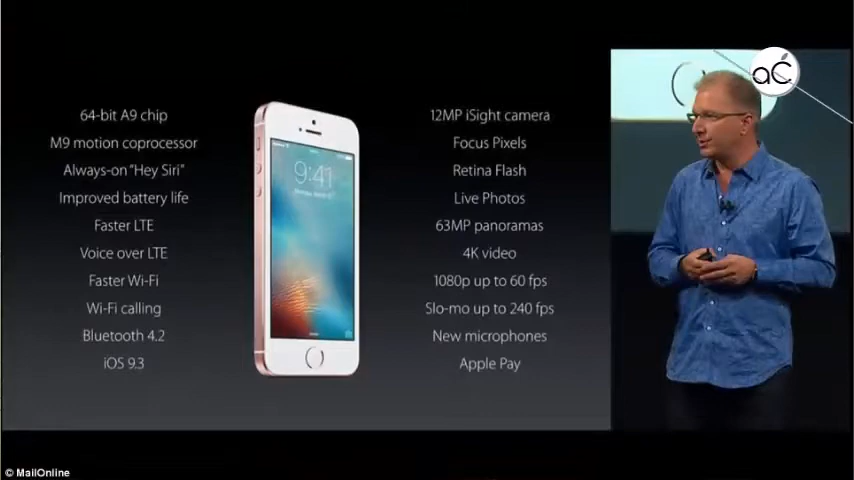 64-bit A9 chip
M9 motion coprocessor
Always-on "Hey Siri"
Improved battery life
Faster LTE
Voice over LTE
Faster Wi-Fi
Wi-Fi calling
Bluetooth 4.2
iOS 9.3
9:41
12MP iSight camera
Focus Pixels
Retina Flash
Live Photos
63MP panoramas
4K video
1080p up to 60 fps
Slo-mo up to 240 fps
New microphones
Apple Pay
aC
© MailOnline